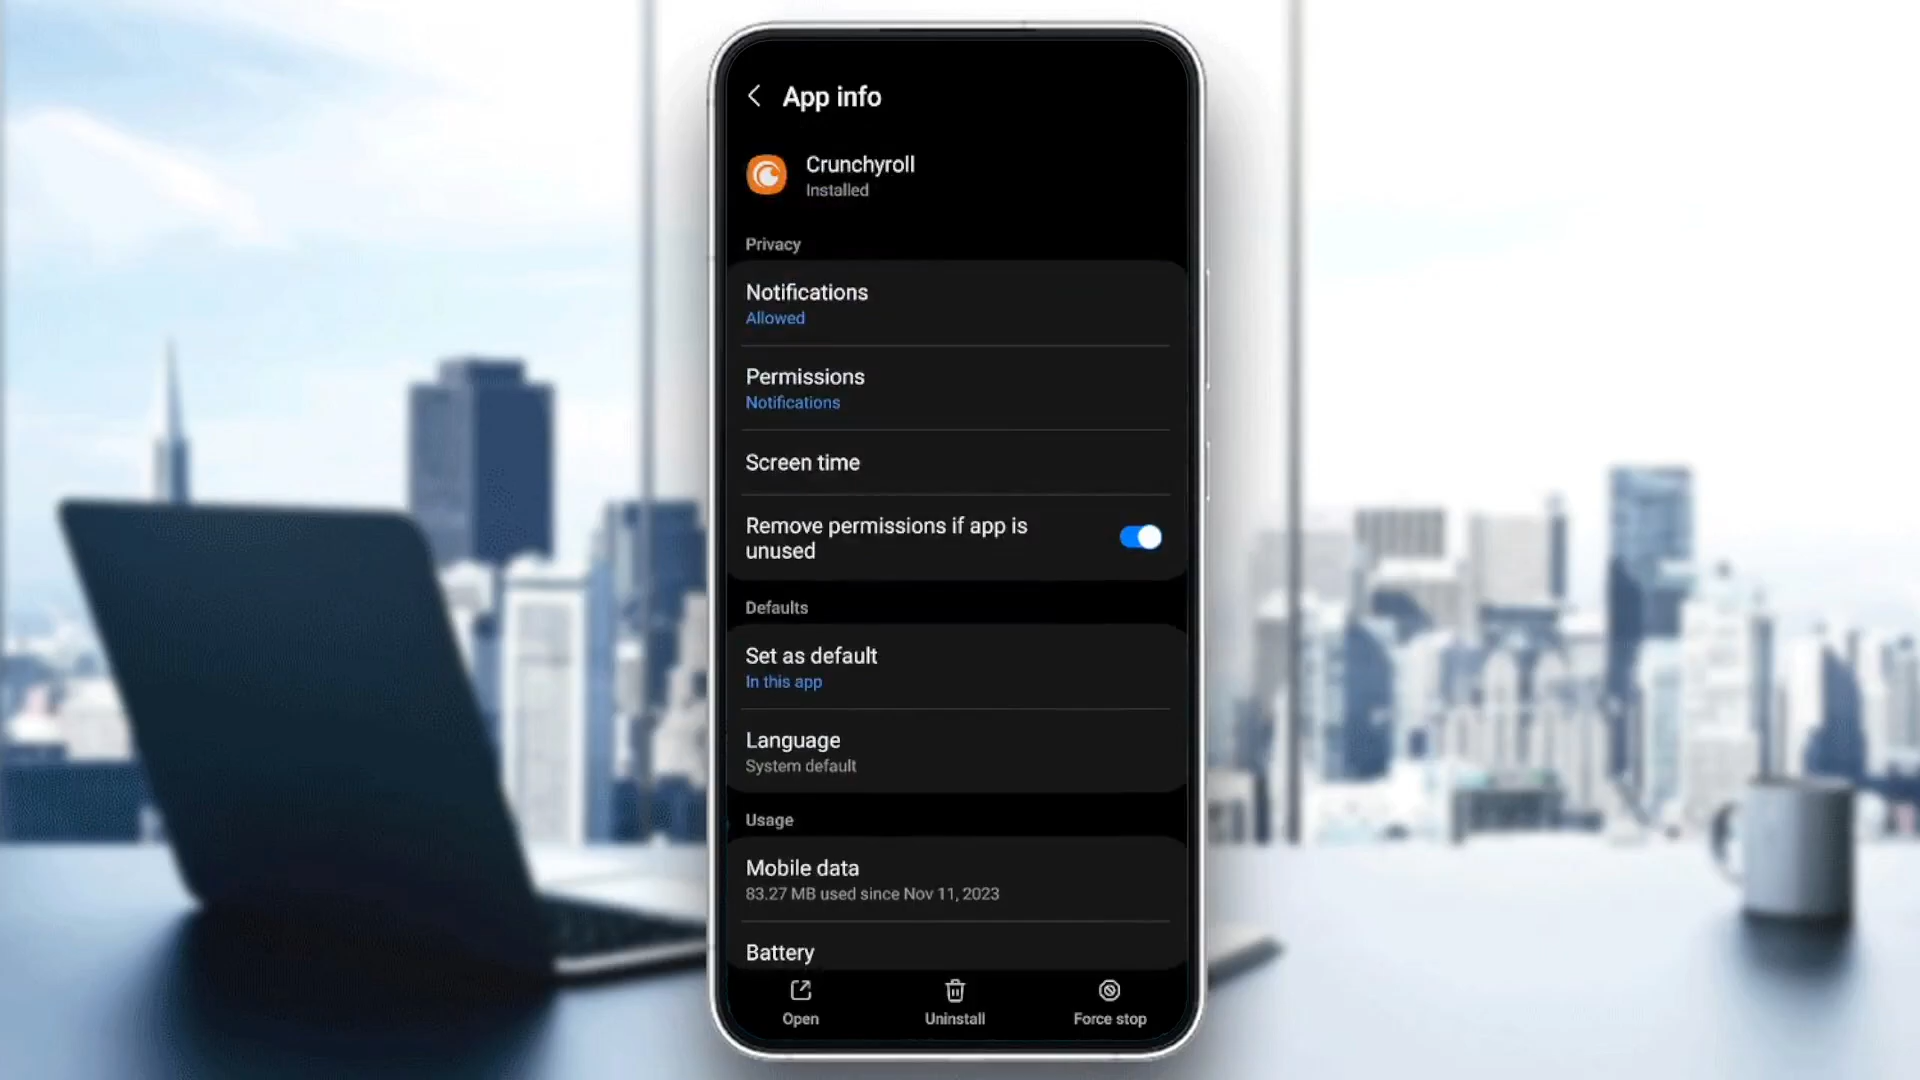 App info
Crunchyroll
Installed
Privacy
Notifications
Allowed
Permissions
Notifications
Screen time
Remove permissions if app is
unused
Defaults
Set as default
In this app
Language
System default
Usage
Mobile data
83.27 MB used since Nov 11, 2023
Battery
Open
Uninstall
Force stop